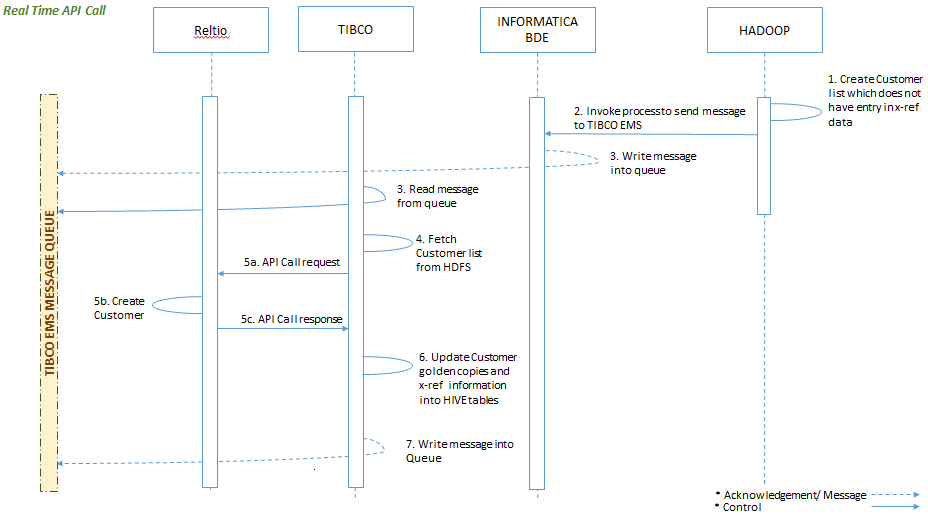 Real Time API Call
Reltio
TIBCO
INFORMATICA
BDE
HADOOP
1. Create Customer
list which does not
have entry in x-ref
data
2. Invoke process to send message
to TIBCO EMS
3. Write message
into queue
3. Read message
from queue
4. Fetch
Customer list
from HDFS
5a. API Call request
5b. Create
Customer
5c. API Call response
6. Update Customer
golden copies and
x-ref information
into HIVE tables
7. Write message into
Queue
TIBCO EMS MESSAGE QUEUE
* Acknowledgement/ Message
* Control